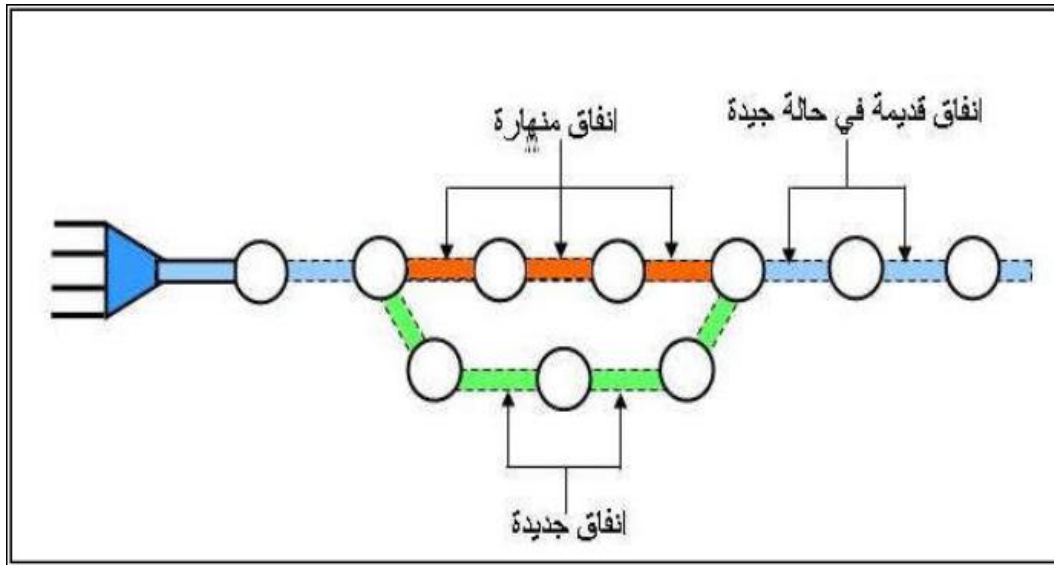 انفاق قديمة في حالة جيدة
انفاق منهارة
انفاق جديدة